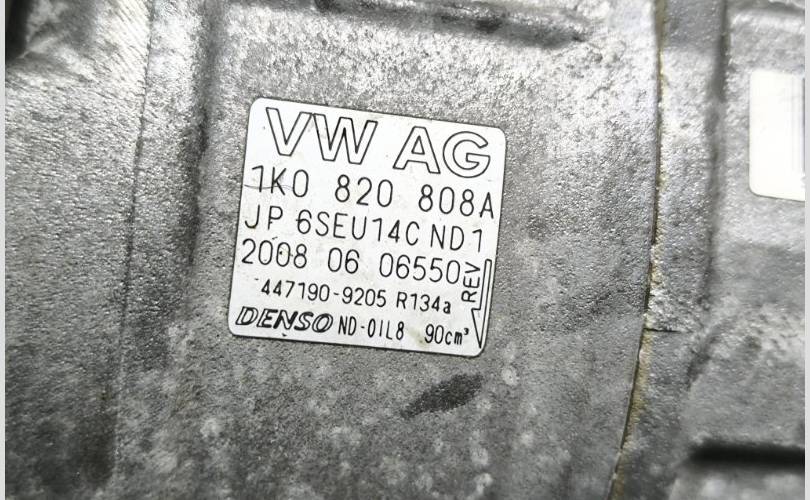 VW AG
1K0 820 808A
JP 6SEU14C ND1
2008 06 06550
REV
447190-9205 R134a
DENSO ND-OIL8 90cm³